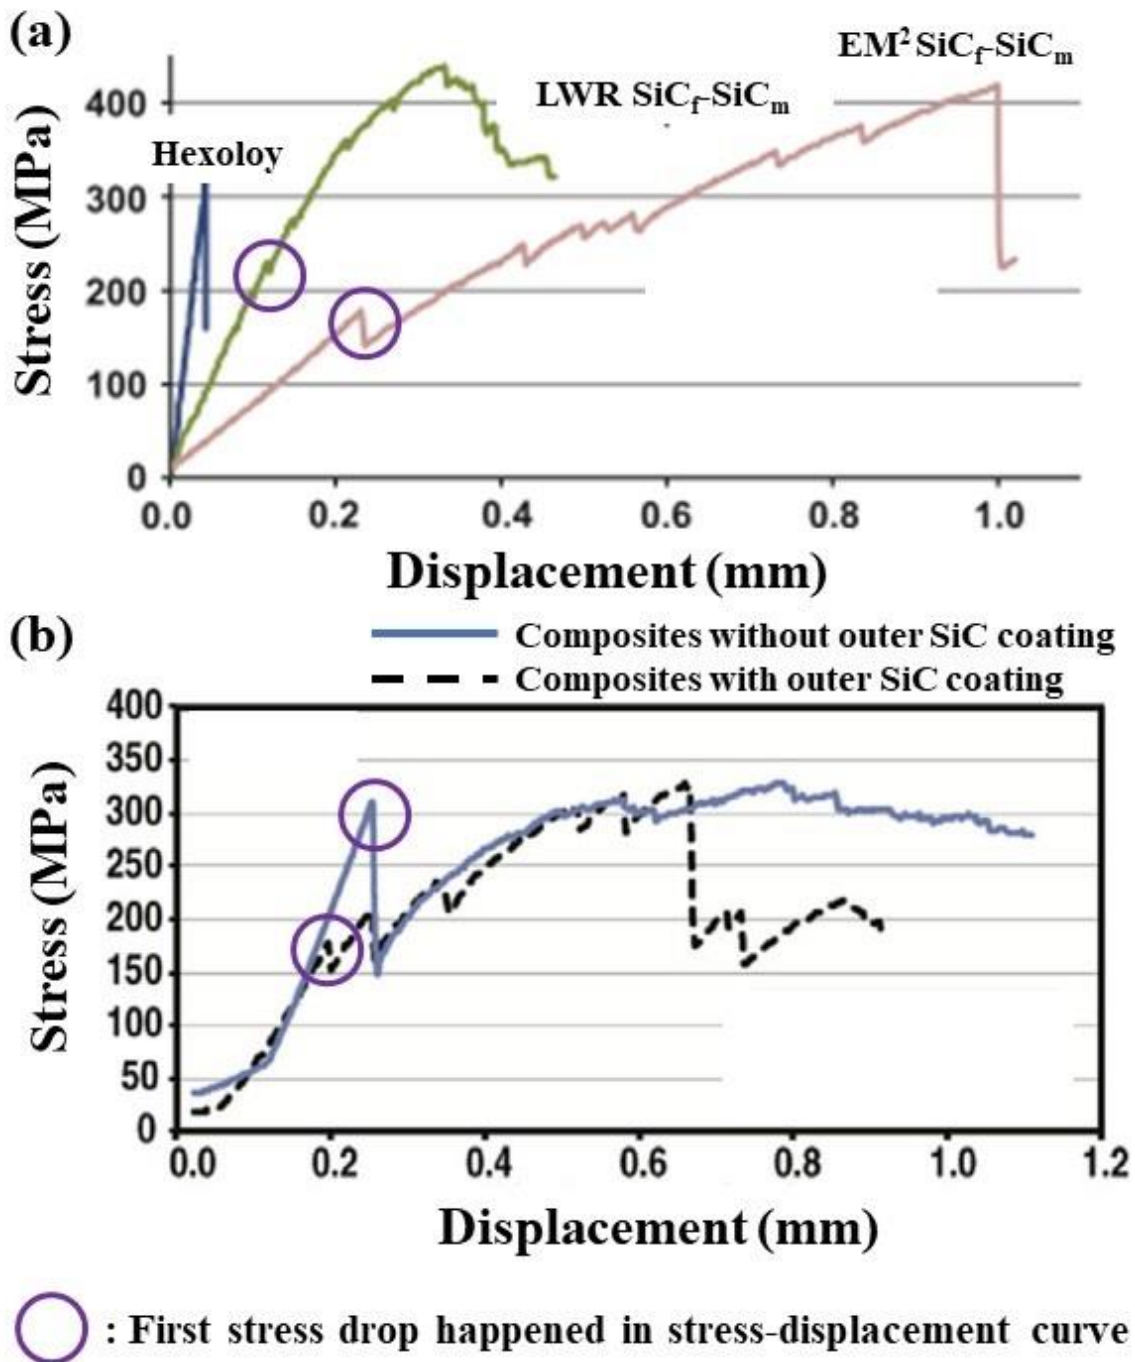 (a)
EM² SiCf-SiCm
LWR SiCf-SiCm
Hexoloy
Stress (MPa)
400
300
200
100
0
0.0 0.2 0.4 0.6 0.8 1.0
Displacement (mm)
(b)
Composites without outer SiC coating
Composites with outer SiC coating
Stress (MPa)
400
350
300
250
200
150
100
50
0
0.0 0.2 0.4 0.6 0.8 1.0 1.2
Displacement (mm)
: First stress drop happened in stress-displacement curve